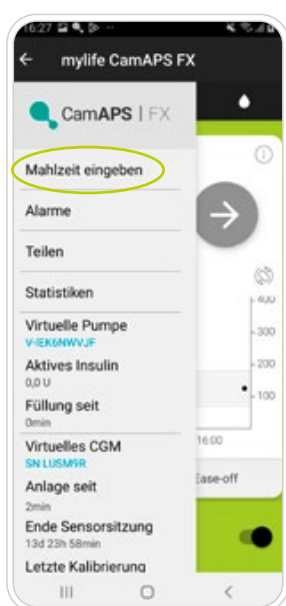 16:27
mylife CamAPS FX
CamAPS | FX
Mahlzeit eingeben
Alarme
Teilen
Statistiken
Virtuelle Pumpe
V-IEK6NWVJF
Aktives Insulin
0,0 U
Füllung seit
0min
Virtuelles CGM
SN LUSM9R
Anlage seit
2min
Ende Sensorsitzung
13d 23h 58min
Letzte Kalibrierung
400
300
200
100
16:00
Ease-off